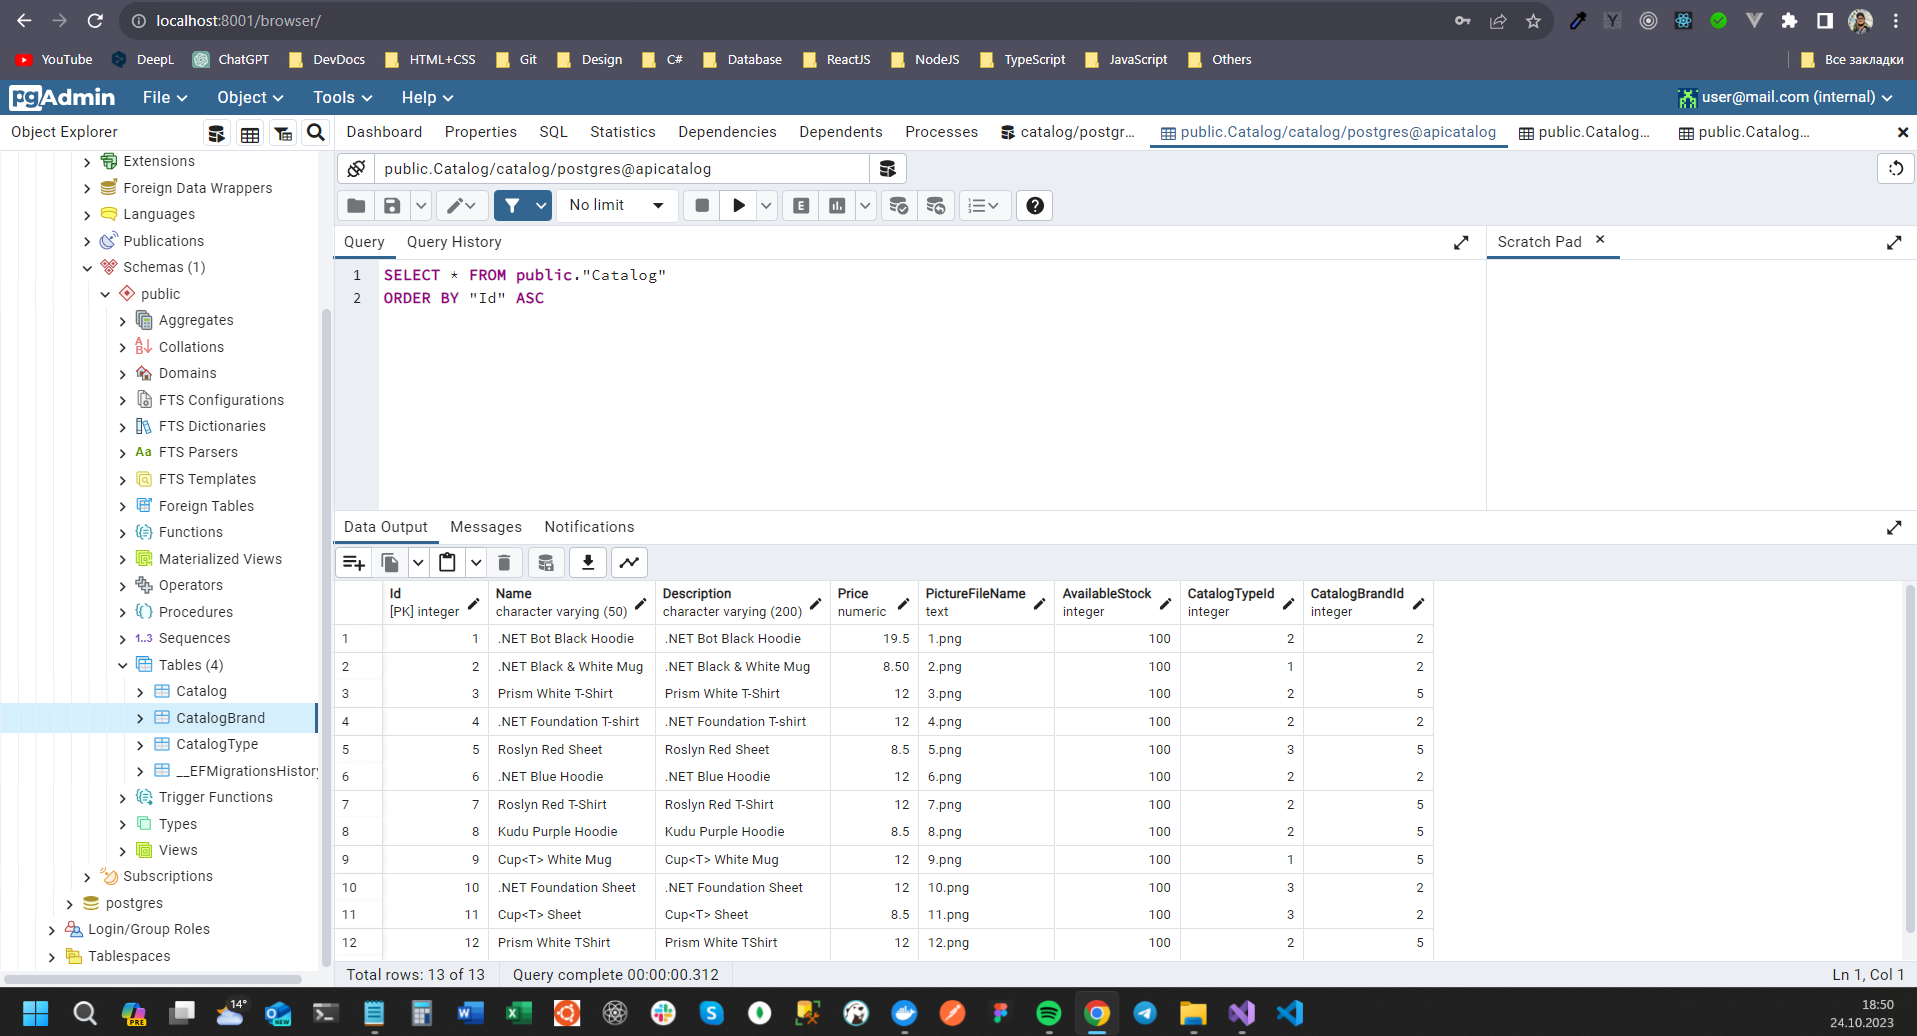 localhost:8001/browser/
YouTube DeepL ChatGPT DevDocs HTML+CSS Git Design C# Database ReactJS NodeJS TypeScript JavaScript Others Все закладки
pgAdmin File Object Tools Help user@mail.com (internal)
Object Explorer Dashboard Properties SQL Statistics Dependencies Dependents Processes catalog/postgr... public.Catalog/catalog/postgres@apicatalog public.Catalog... public.Catalog...
Extensions
Foreign Data Wrappers
Languages
Publications
Schemas (1)
public
Aggregates
Collations
Domains
FTS Configurations
FTS Dictionaries
Aa FTS Parsers
FTS Templates
Foreign Tables
Functions
Materialized Views
Operators
Procedures
1..3 Sequences
Tables (4)
Catalog
CatalogBrand
CatalogType
__EFMigrationsHistory
Trigger Functions
Types
Views
Subscriptions
postgres
Login/Group Roles
Tablespaces
public.Catalog/catalog/postgres@apicatalog
No limit E
Query Query History Scratch Pad
1 SELECT * FROM public."Catalog"
2 ORDER BY "Id" ASC
Data Output Messages Notifications
Id Name Description Price PictureFileName AvailableStock CatalogTypeId CatalogBrandId
[PK] integer character varying (50) character varying (200) numeric text integer integer integer
1 1 .NET Bot Black Hoodie .NET Bot Black Hoodie 19.5 1.png 100 2 2
2 2 .NET Black & White Mug .NET Black & White Mug 8.50 2.png 100 1 2
3 3 Prism White T-Shirt Prism White T-Shirt 12 3.png 100 2 5
4 4 .NET Foundation T-shirt .NET Foundation T-shirt 12 4.png 100 2 2
5 5 Roslyn Red Sheet Roslyn Red Sheet 8.5 5.png 100 3 5
6 6 .NET Blue Hoodie .NET Blue Hoodie 12 6.png 100 2 2
7 7 Roslyn Red T-Shirt Roslyn Red T-Shirt 12 7.png 100 2 5
8 8 Kudu Purple Hoodie Kudu Purple Hoodie 8.5 8.png 100 2 5
9 9 Cup<T> White Mug Cup<T> White Mug 12 9.png 100 1 5
10 10 .NET Foundation Sheet .NET Foundation Sheet 12 10.png 100 3 2
11 11 Cup<T> Sheet Cup<T> Sheet 8.5 11.png 100 3 2
12 12 Prism White TShirt Prism White TShirt 12 12.png 100 2 5
Total rows: 13 of 13 Query complete 00:00:00.312 Ln 1, Col 1
PRE 14° NEW
18:50
24.10.2023